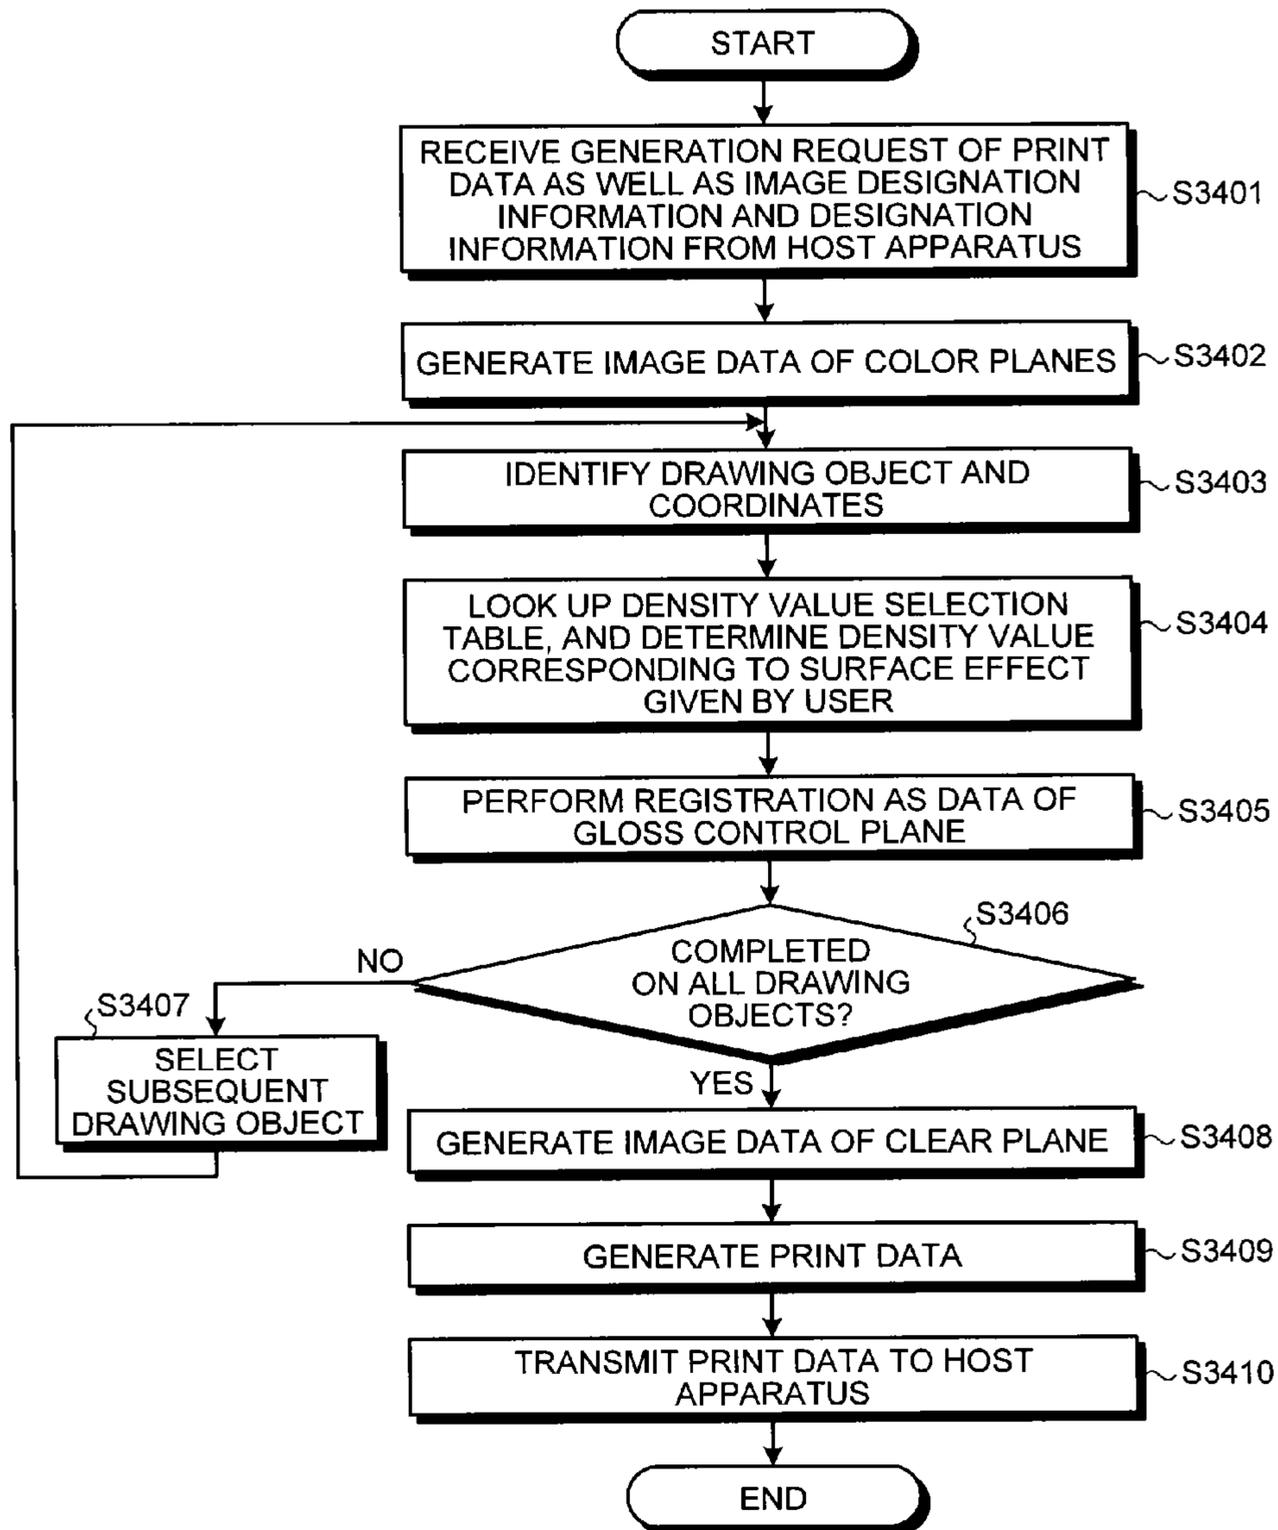 START
RECEIVE GENERATION REQUEST OF PRINT
DATA AS WELL AS IMAGE DESIGNATION
INFORMATION AND DESIGNATION
INFORMATION FROM HOST APPARATUS
S3401
GENERATE IMAGE DATA OF COLOR PLANES
S3402
IDENTIFY DRAWING OBJECT AND
COORDINATES
S3403
LOOK UP DENSITY VALUE SELECTION
TABLE, AND DETERMINE DENSITY VALUE
CORRESPONDING TO SURFACE EFFECT
GIVEN BY USER
S3404
PERFORM REGISTRATION AS DATA OF
GLOSS CONTROL PLANE
S3405
S3406
COMPLETED
ON ALL DRAWING
OBJECTS?
NO
S3407
SELECT
SUBSEQUENT
DRAWING OBJECT
YES
GENERATE IMAGE DATA OF CLEAR PLANE
S3408
GENERATE PRINT DATA
S3409
TRANSMIT PRINT DATA TO HOST
APPARATUS
S3410
END